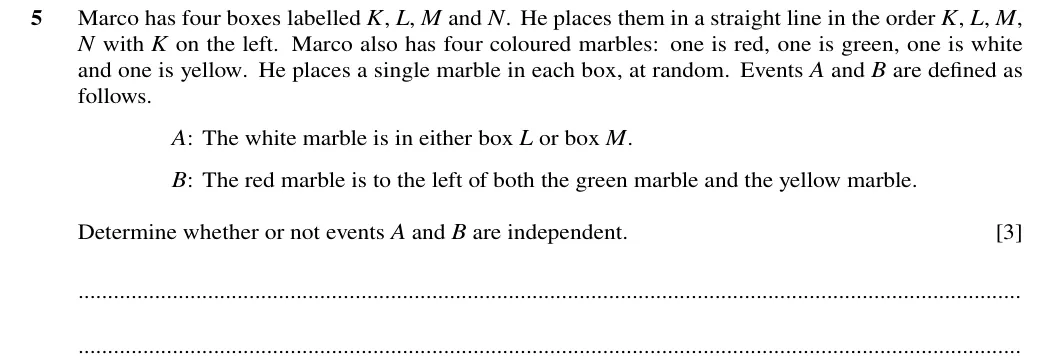 5 Marco has four boxes labelled K, L, M and N. He places them in a straight line in the order K, L, M,
N with K on the left. Marco also has four coloured marbles: one is red, one is green, one is white
and one is yellow. He places a single marble in each box, at random. Events A and B are defined as
follows.
A: The white marble is in either box L or box M.
B: The red marble is to the left of both the green marble and the yellow marble.
Determine whether or not events A and B are independent. [3]